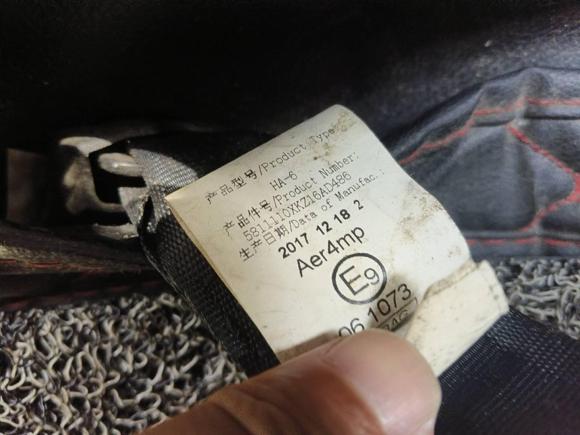 产品型号/Product Type:
HA-6
产品件号/Product Number:
5811110XKZ16AD486
生产日期/Data of Manufac.:
2017 12 18 2
Aer4mp
E9
06 1073